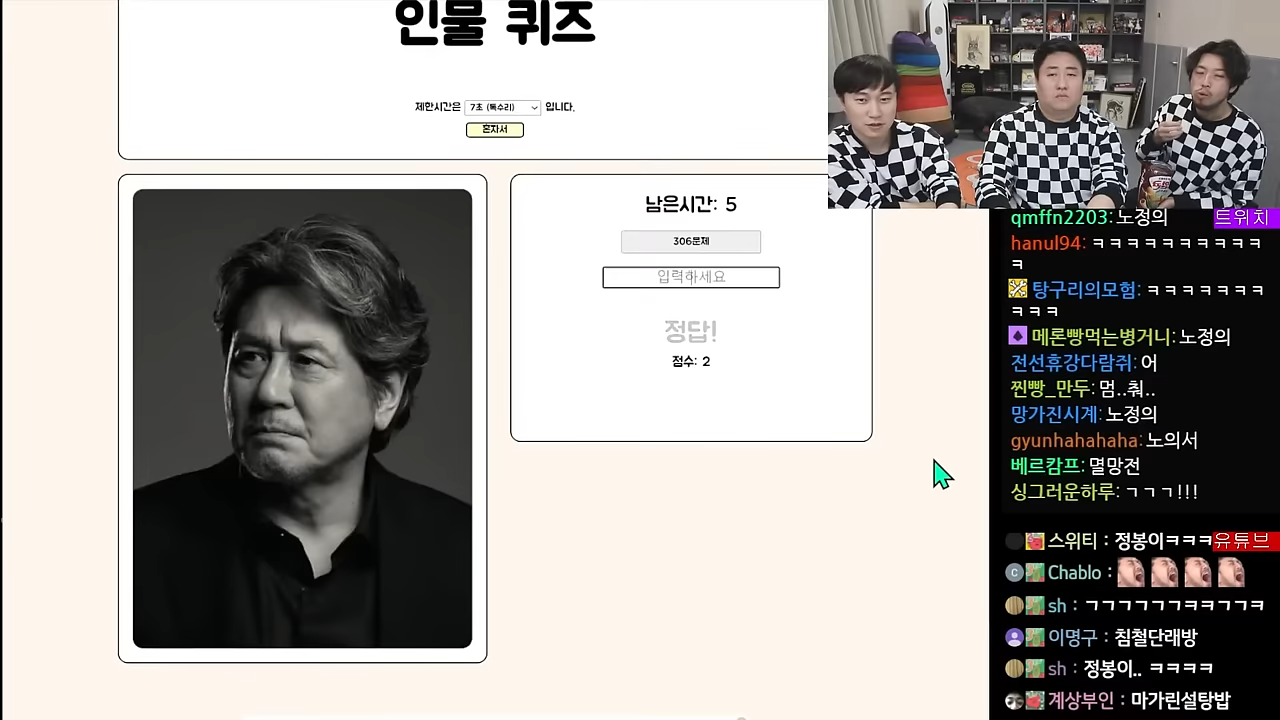 인물 퀴즈
제한시간은 7초 (독수리) 입니다.
혼자서
남은시간: 5
306문제
입력하세요
정답!
점수: 2
qmffn2203: 노정의
트위치
hanul94: ㅋㅋㅋㅋㅋㅋㅋㅋㅋㅋ
ㅋ
탕구리의모험: ㅋㅋㅋㅋㅋㅋㅋ
ㅋㅋㅋ
메론빵먹는병거니: 노정의
전선휴강다람쥐: 어
찐빵_만두: 멈..춰..
망가진시계: 노정의
gyunhahahaha: 노의서
베르캄프: 멸망전
싱그러운하루: ㄱㄱㄱ!!!
스위티 : 정봉이ㅋㅋㅋ
유튜브
C Chablo :
sh : ㄱㄱㄱㄱㄱㄱㅋㅋㄱㄱㅋ
이명구 : 침철단래방
sh : 정봉이.. ㅋㅋㅋㅋ
계상부인 : 마가린설탕밥